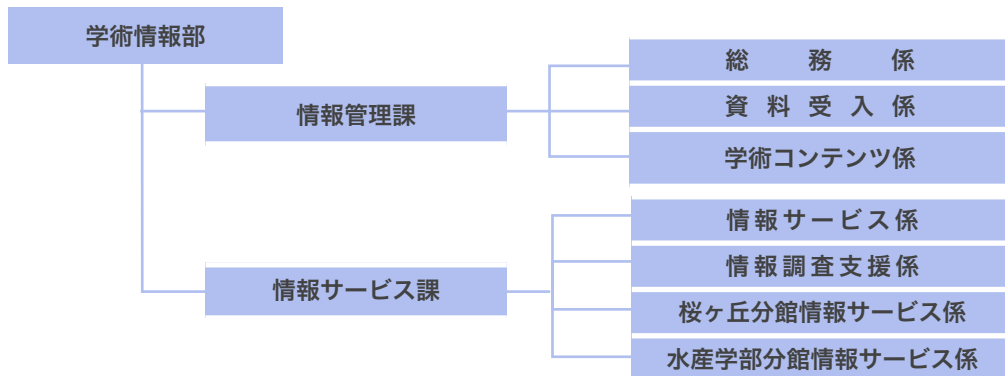 学術情報部
情報管理課
総務係
資料受入係
学術コンテンツ係
情報サービス課
情報サービス係
情報調査支援係
桜ヶ丘分館情報サービス係
水産学部分館情報サービス係